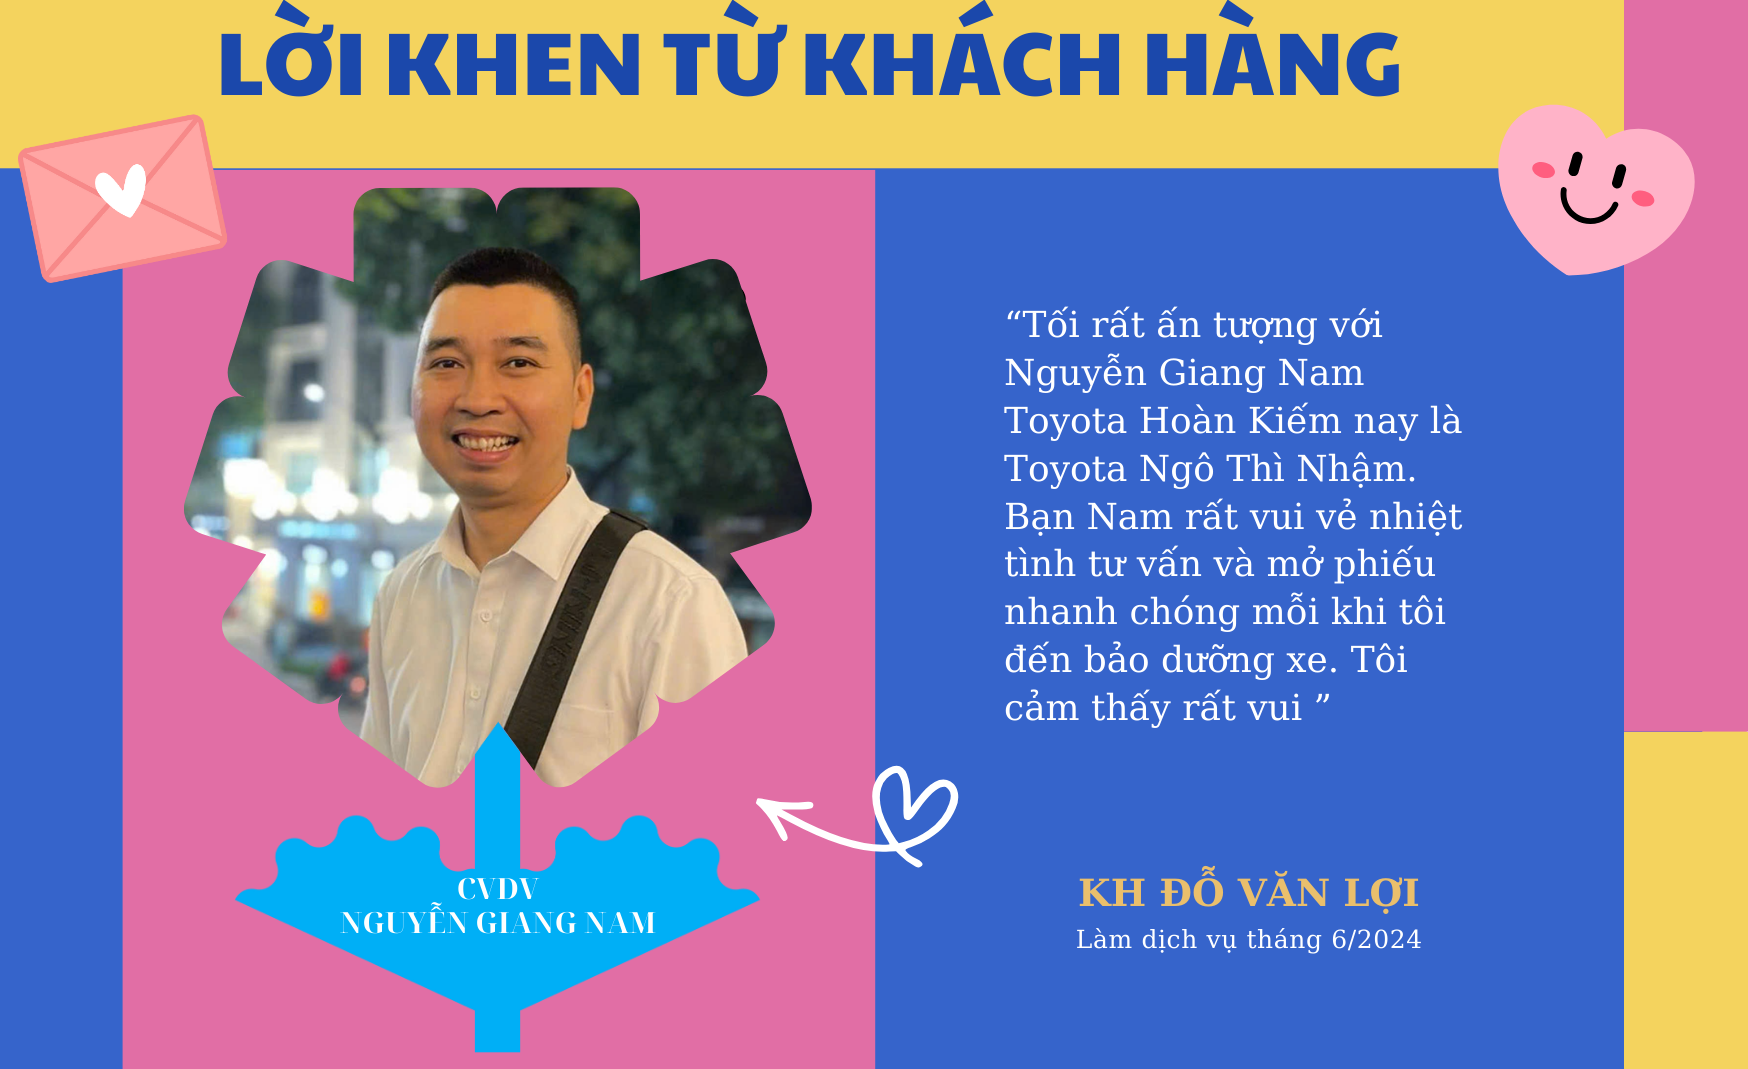 LỜI KHEN TỪ KHÁCH HÀNG
“Tối rất ấn tượng với
Nguyễn Giang Nam
Toyota Hoàn Kiếm nay là
Toyota Ngô Thì Nhậm.
Bạn Nam rất vui vẻ nhiệt
tình tư vấn và mở phiếu
nhanh chóng mỗi khi tôi
đến bảo dưỡng xe. Tôi
cảm thấy rất vui ”
CVDV
NGUYỄN GIANG NAM
KH ĐỖ VĂN LỢI
Làm dịch vụ tháng 6/2024